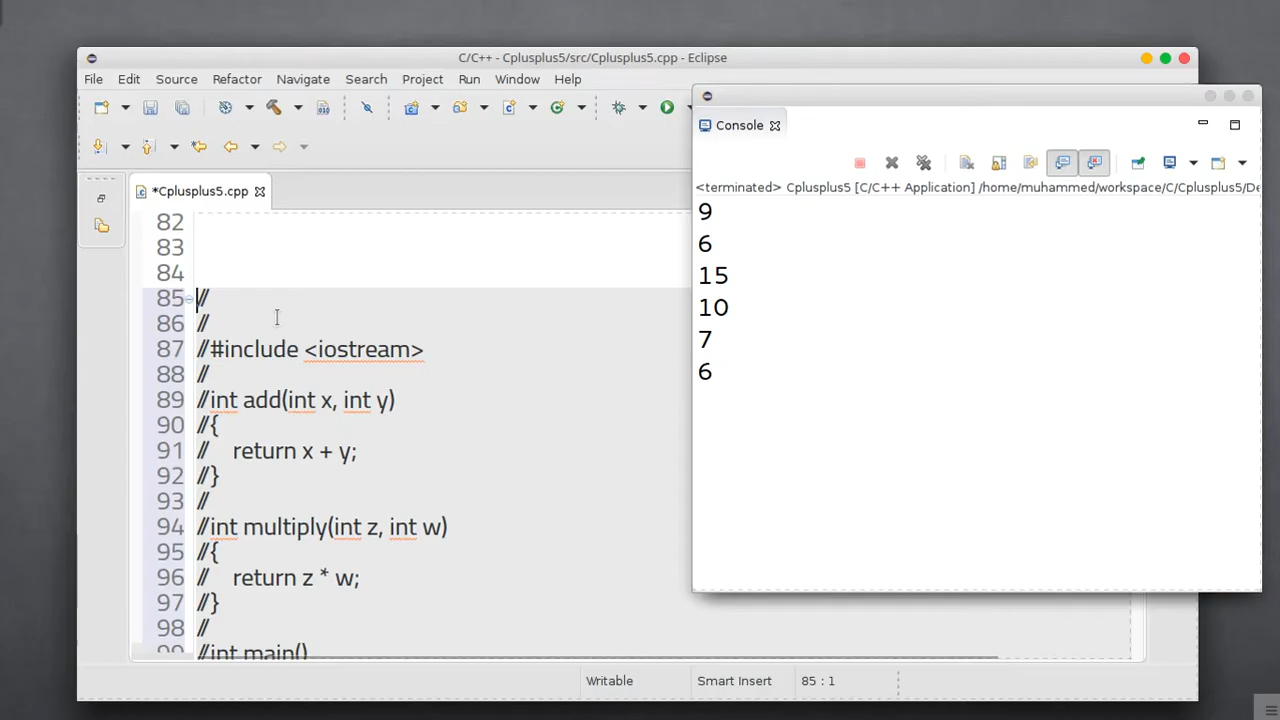 C/C++ - Cplusplus5/src/Cplusplus5.cpp - Eclipse
File Edit Source Refactor Navigate Search Project Run Window Help
*Cplusplus5.cpp
82
83
84
85 //
86 //
87 //#include <iostream>
88 //
89 //int add(int x, int y)
90 //{
91 // return x + y;
92 //}
93 //
94 //int multiply(int z, int w)
95 //{
96 // return z * w;
97 //}
98 //
99 //int main()
Writable Smart Insert 85 : 1
Console
<terminated> Cplusplus5 [C/C++ Application] /home/muhammed/workspace/C/Cplusplus5/De
9
6
15
10
7
6